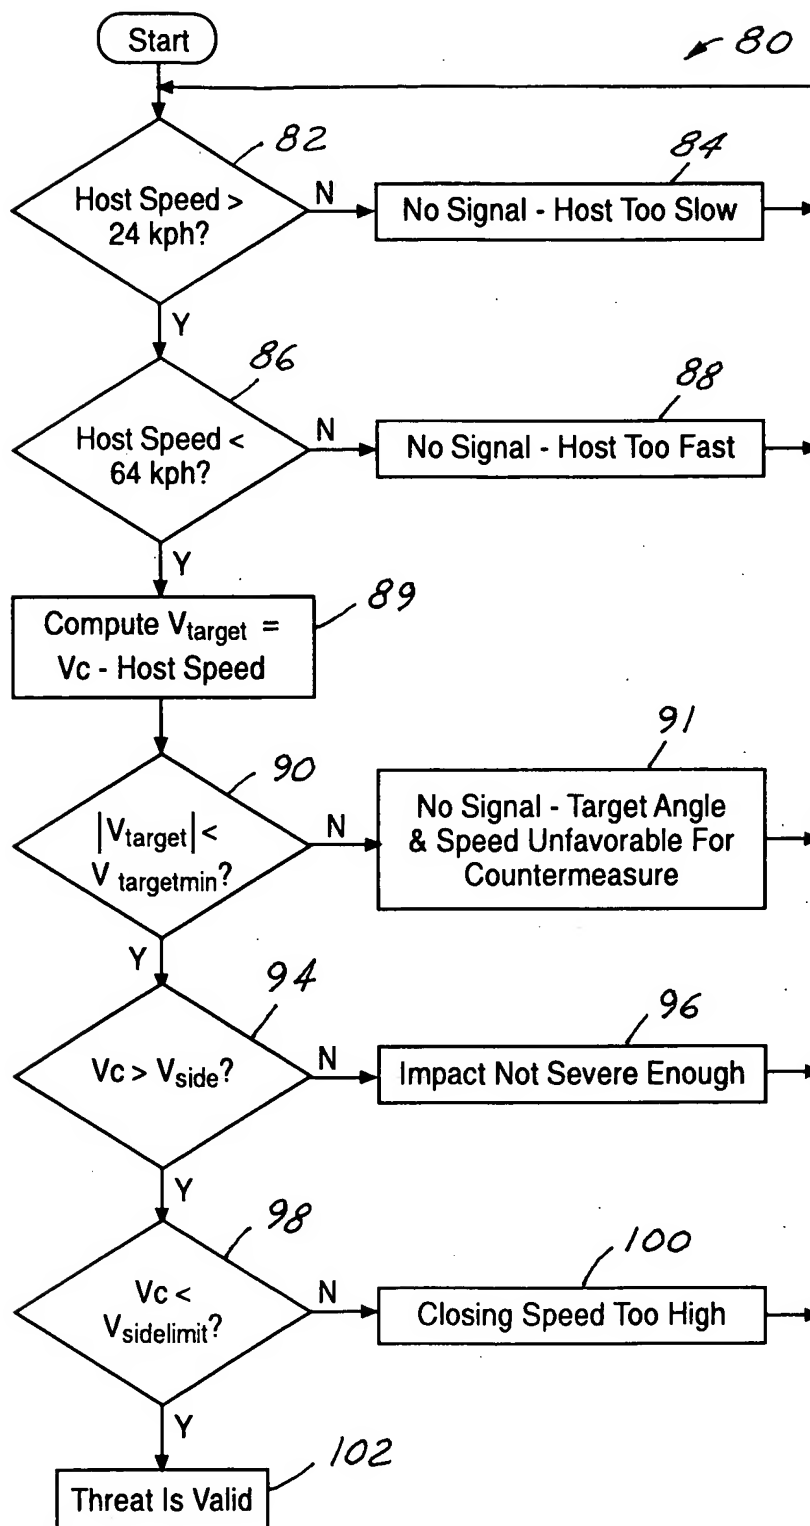 Start
80
82
Host Speed >
24 kph?
N
84
No Signal - Host Too Slow
Y
86
Host Speed <
64 kph?
N
88
No Signal - Host Too Fast
Y
89
Compute Vtarget =
Vc - Host Speed
90
|Vtarget| <
V targetmin?
N
91
No Signal - Target Angle
& Speed Unfavorable For
Countermeasure
Y
94
Vc > Vside?
N
96
Impact Not Severe Enough
Y
98
Vc <
Vsidelimit?
N
100
Closing Speed Too High
Y
102
Threat Is Valid